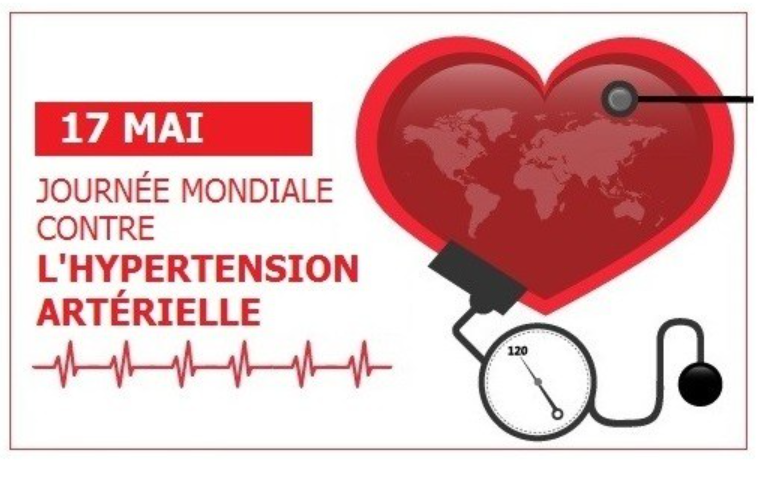 17 MAI
JOURNÉE MONDIALE
CONTRE
L'HYPERTENSION
ARTÉRIELLE
120